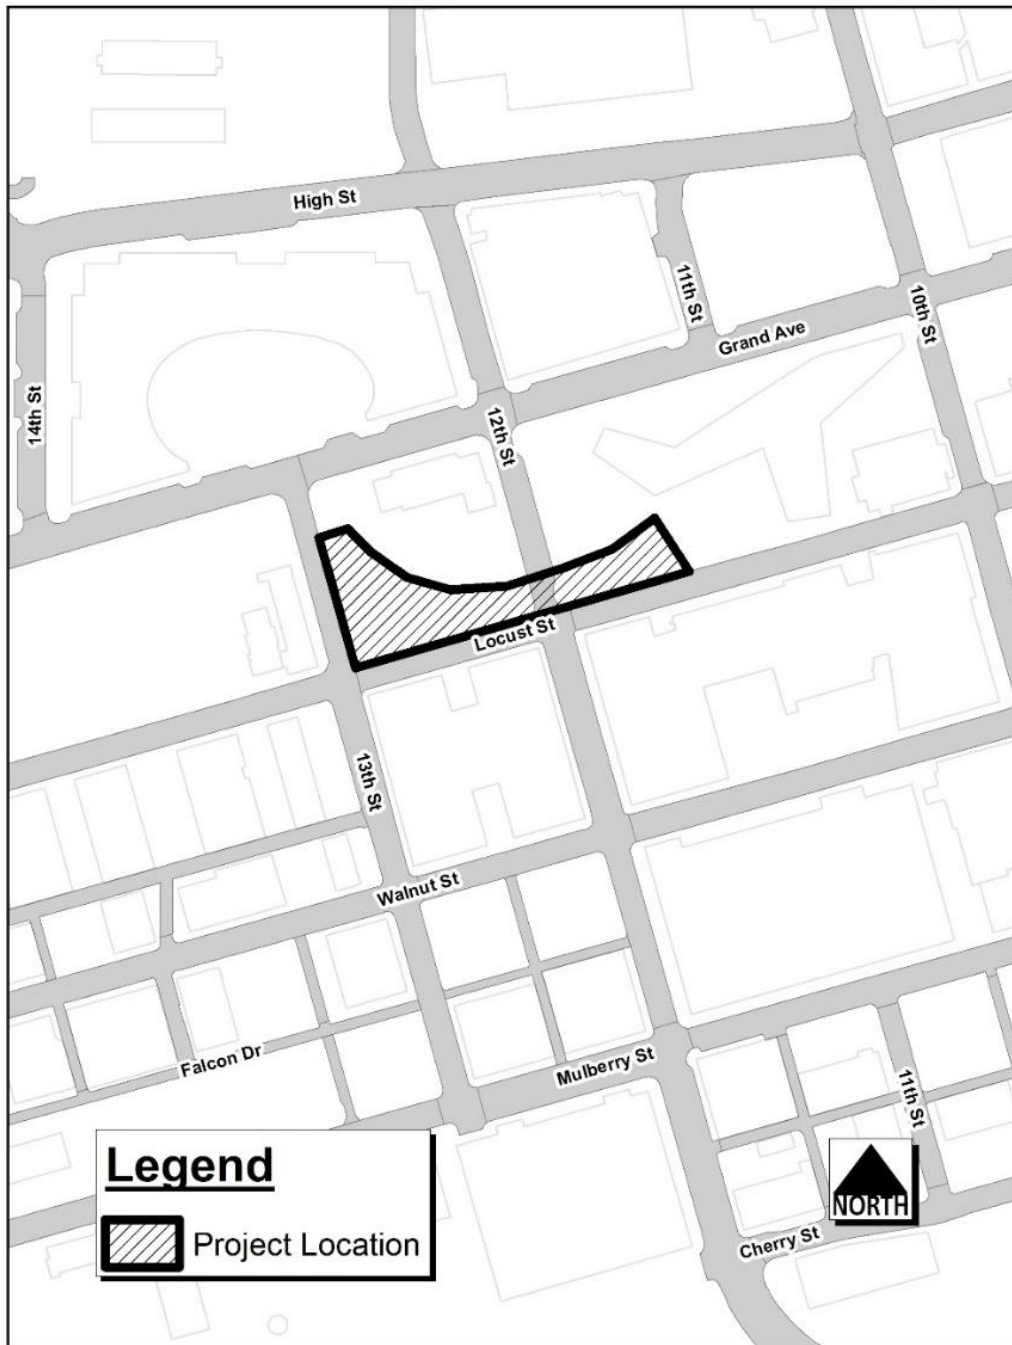 High St
11th St
10th St
Grand Ave
14th St
12th St
Locust St
13th St
Walnut St
Falcon Dr
Mulberry St
11th St
Legend
Project Location
NORTH
Cherry St